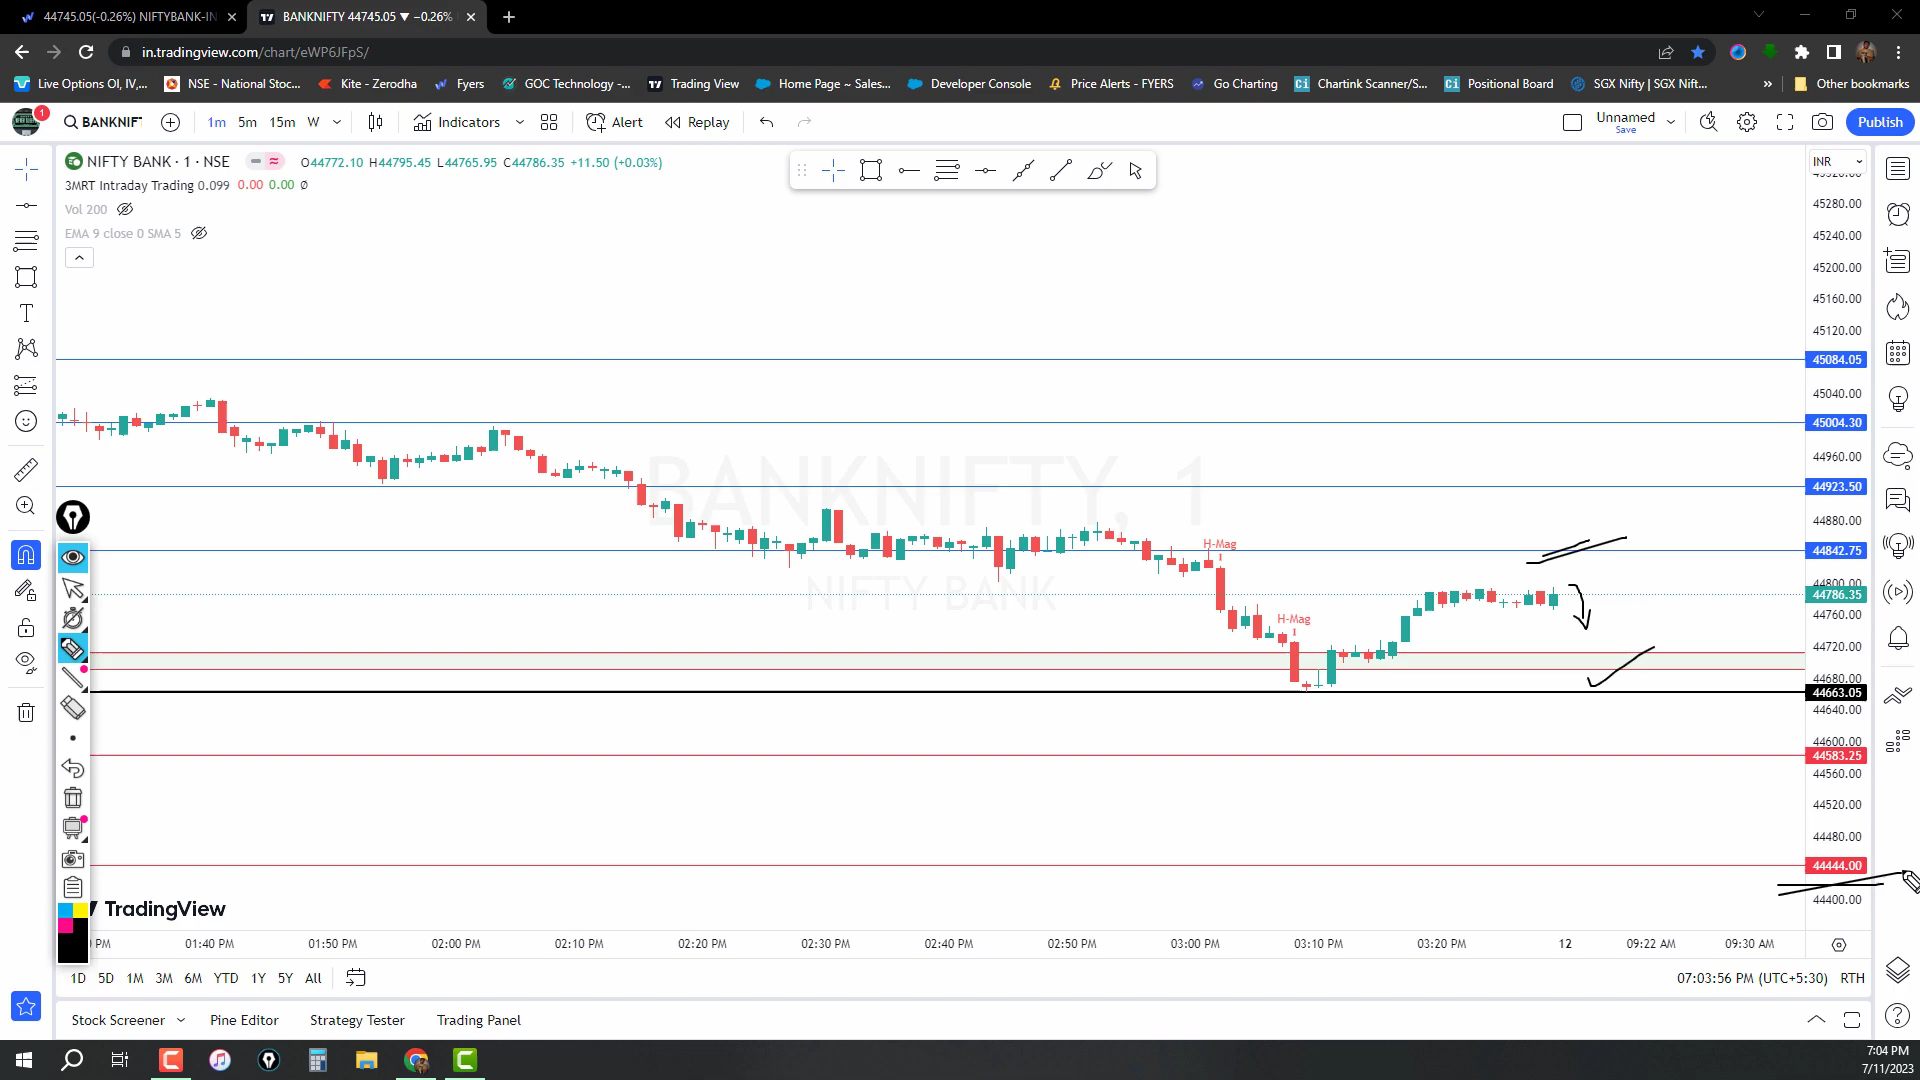 44745.05(-0.26%) NIFTYBANK-IN
BANKNIFTY 44745.05 ▼ −0.26%
in.tradingview.com/chart/eWP6JFpS/
Live Options OI, IV,...
NSE - National Stoc...
Kite - Zerodha
Fyers
GOC Technology -...
Trading View
Home Page ~ Sales...
Developer Console
Price Alerts - FYERS
Go Charting
Chartink Scanner/S...
Positional Board
SGX Nifty | SGX Nift...
»
Other bookmarks
1
BANKNIF
1m 5m 15m W
Indicators
Alert
Replay
Unnamed
Save
Publish
NIFTY BANK · 1 · NSE
O44772.10 H44795.45 L44765.95 C44786.35 +11.50 (+0.03%)
INR
3MRT Intraday Trading 0.099 0.00 0.00 Ø
Vol 200
EMA 9 close 0 SMA 5
45280.00
45240.00
45200.00
45160.00
45120.00
45084.05
45040.00
45004.30
44960.00
44923.50
44880.00
44842.75
44800.00
44786.35
44760.00
44720.00
44680.00
44663.05
44640.00
44600.00
44583.25
44560.00
44520.00
44480.00
44444.00
44400.00
BANKNIFTY, 1
NIFTY BANK
H-Mag
H-Mag
TradingView
PM 01:40 PM 01:50 PM 02:00 PM 02:10 PM 02:20 PM 02:30 PM 02:40 PM 02:50 PM 03:00 PM 03:10 PM 03:20 PM 12 09:22 AM 09:30 AM
1D 5D 1M 3M 6M YTD 1Y 5Y All
07:03:56 PM (UTC+5:30) RTH
Stock Screener Pine Editor Strategy Tester Trading Panel
7:04 PM
7/11/2023